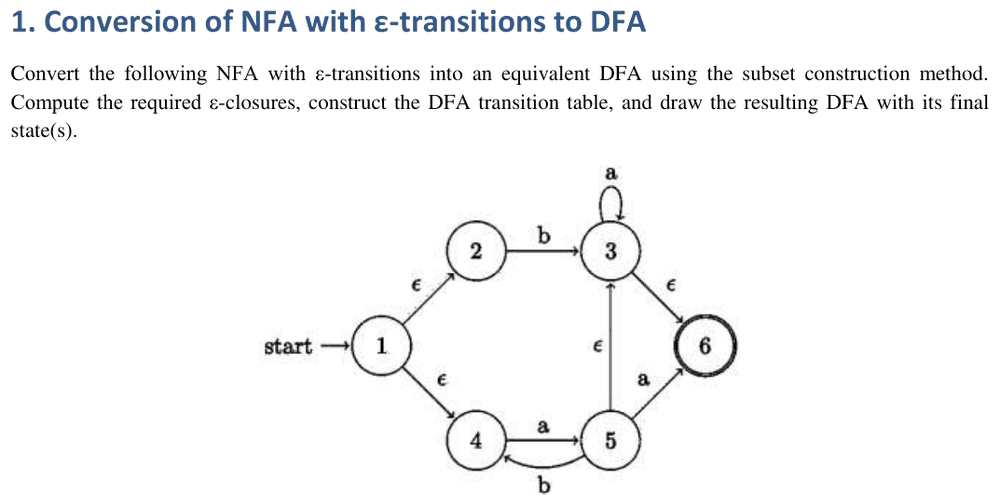 1. Conversion of NFA with ε-transitions to DFA
Convert the following NFA with ε-transitions into an equivalent DFA using the subset construction method.
Compute the required ε-closures, construct the DFA transition table, and draw the resulting DFA with its final
state(s).
a
b
2
3
ϵ
ϵ
start
1
ϵ
6
ϵ
a
a
4
5
b